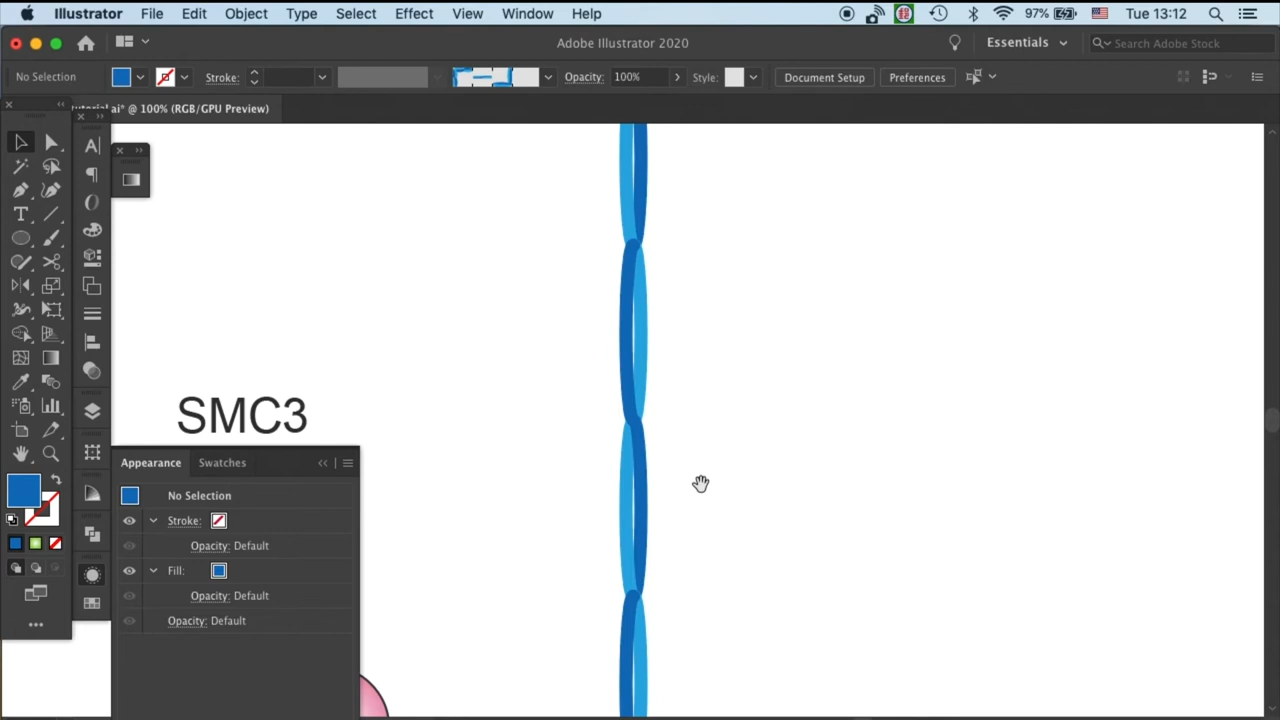 Illustrator File Edit Object Type Select Effect View Window Help 97% Tue 13:12
Adobe Illustrator 2020 Essentials Search Adobe Stock
No Selection Stroke: Opacity: 100% Style: Document Setup Preferences
utorial.ai* @ 100% (RGB/GPU Preview)
SMC3
Appearance Swatches
No Selection
Stroke:
Opacity: Default
Fill:
Opacity: Default
Opacity: Default